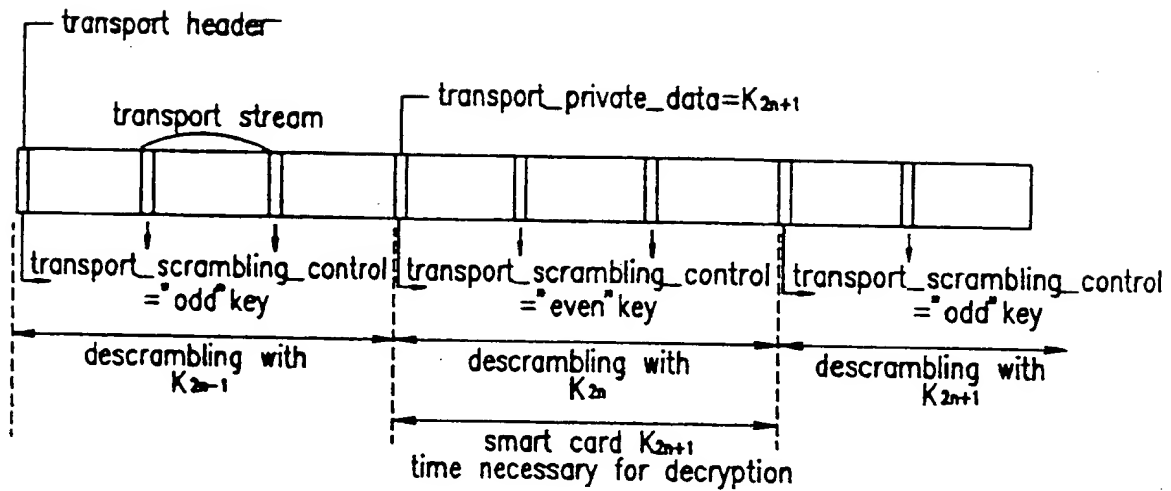 transport header
transport_private_data=K2n+1
transport stream
transport_scrambling_control
="odd" key
transport_scrambling_control
="even" key
transport_scrambling_control
="odd" key
descrambling with
K2n-1
descrambling with
K2n
descrambling with
K2n+1
smart card K2n+1
time necessary for decryption